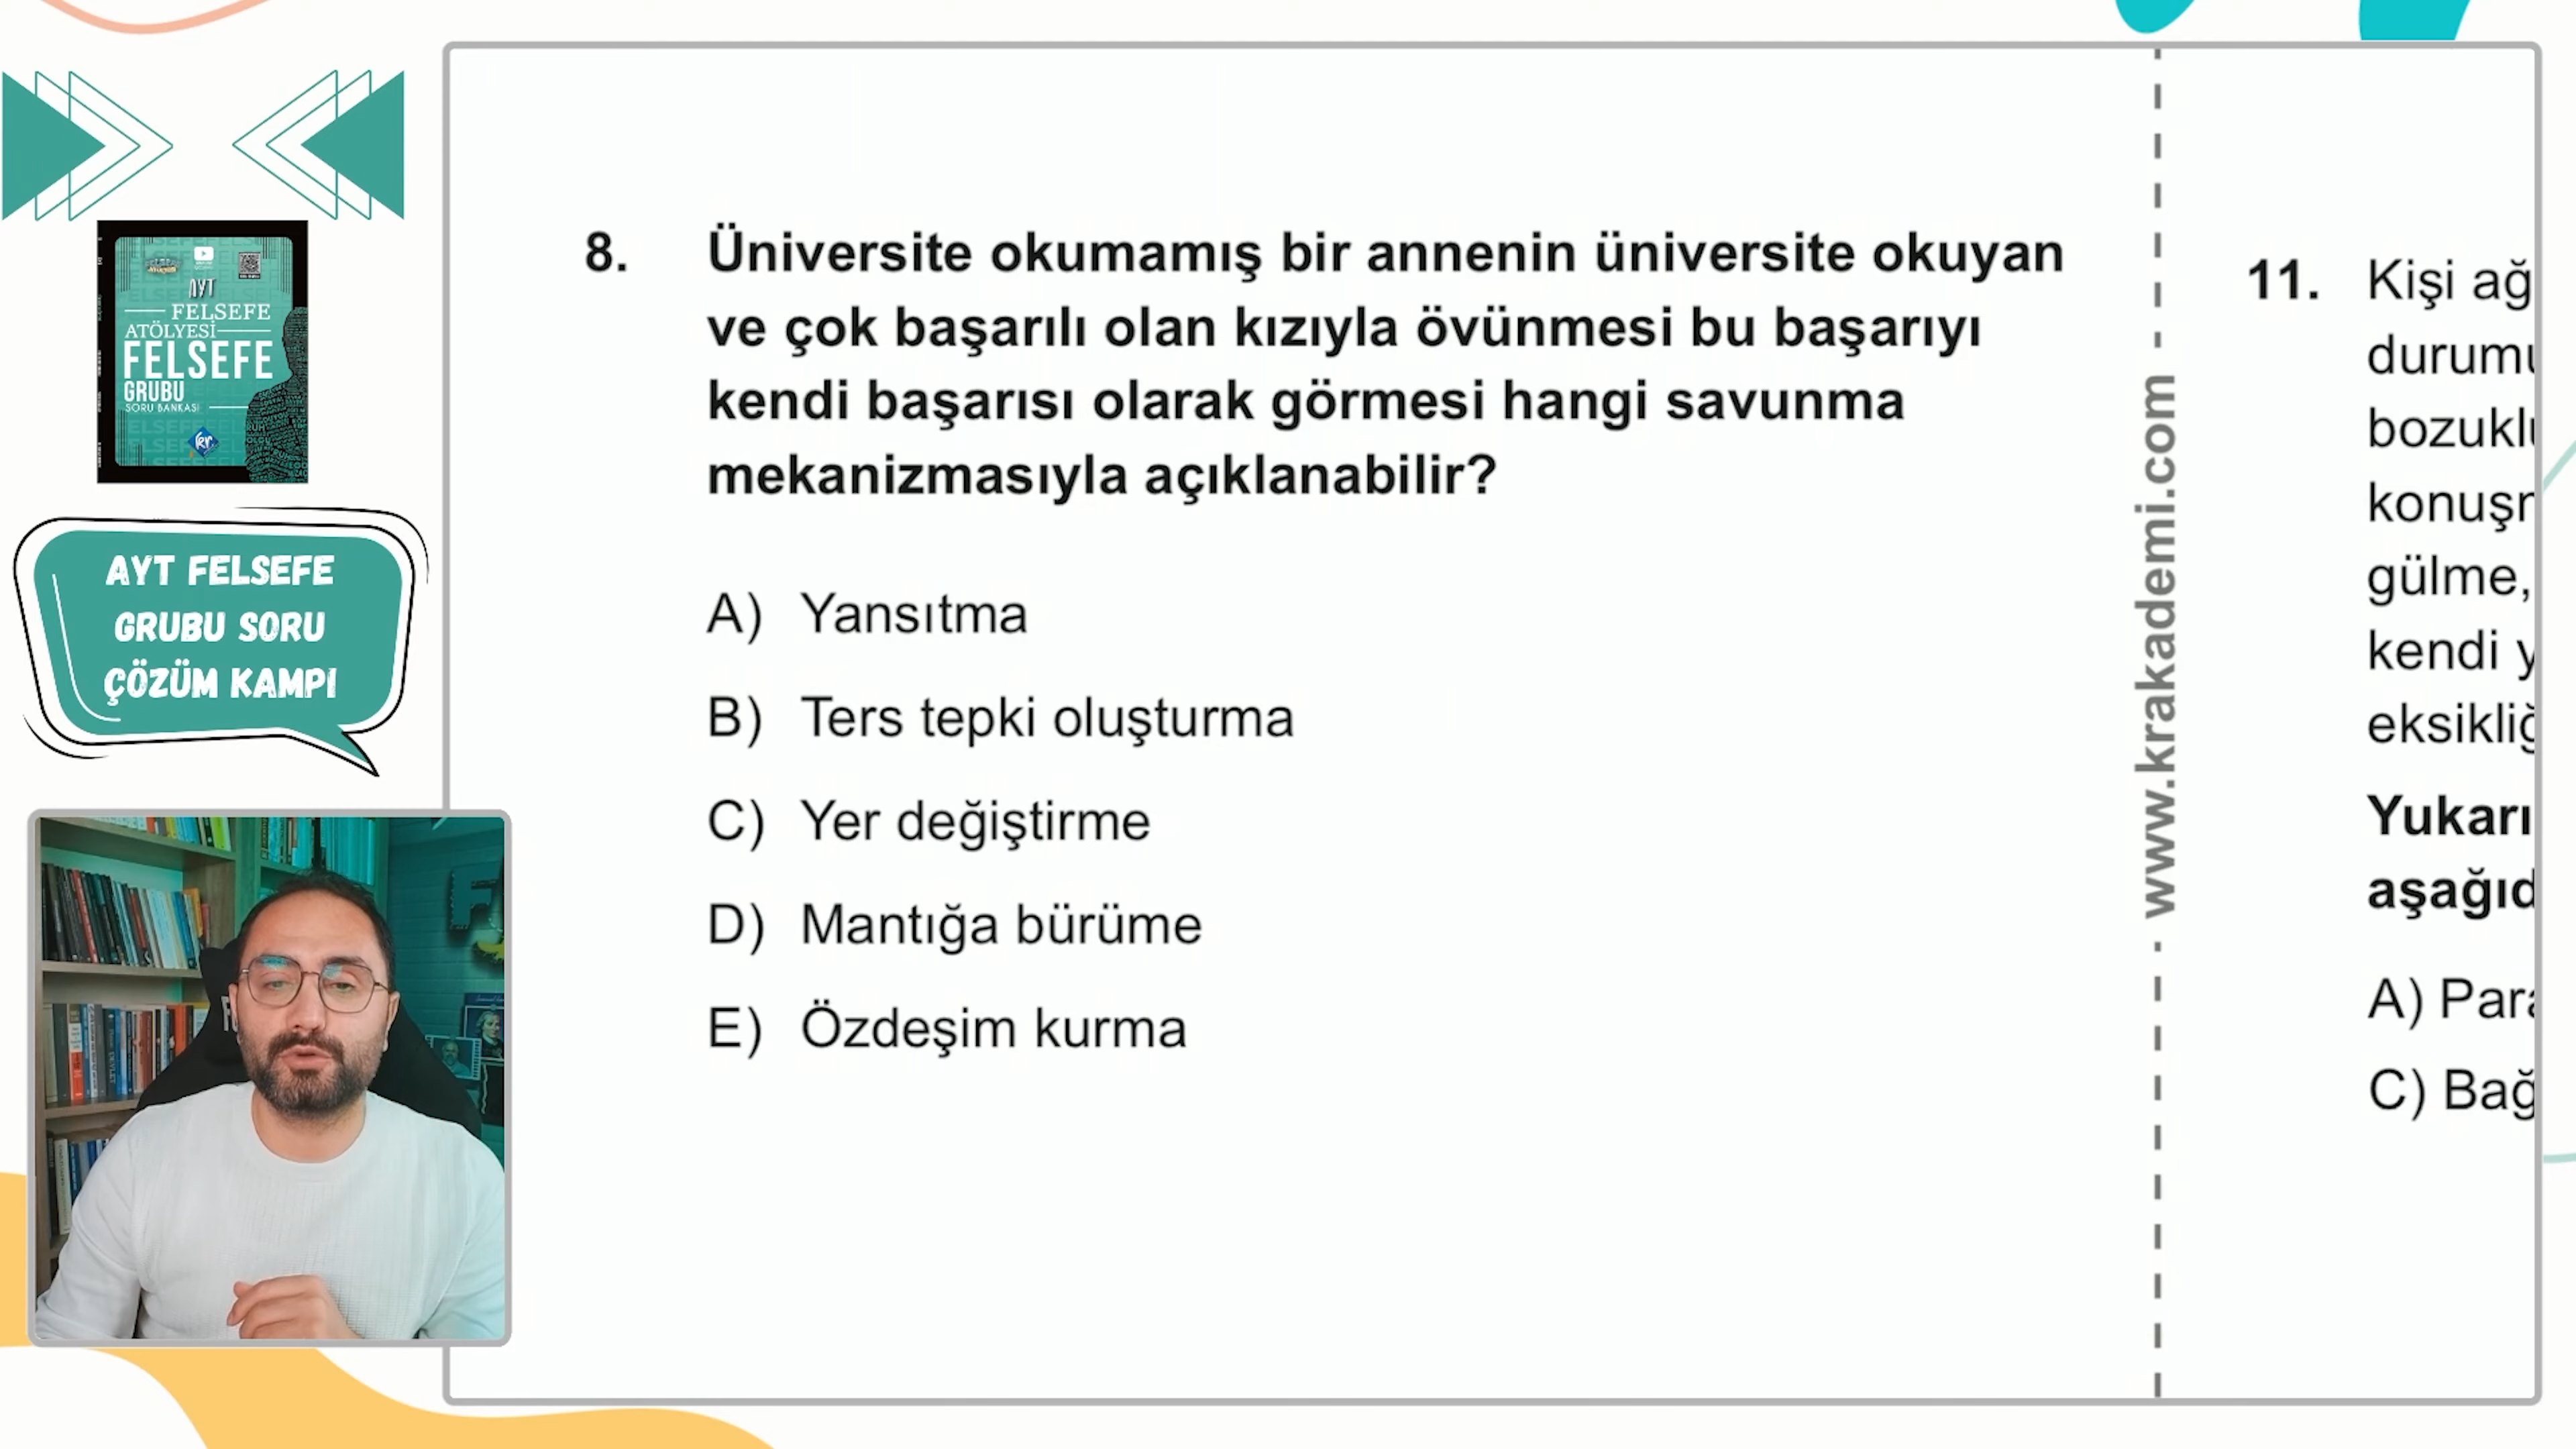 AYT
FELSEFE
ATÖLYESİ
FELSEFE
GRUBU
SORU BANKASI
AYT FELSEFE
GRUBU SORU
ÇÖZÜM KAMPI
8. Üniversite okumamış bir annenin üniversite okuyan
ve çok başarılı olan kızıyla övünmesi bu başarıyı
kendi başarısı olarak görmesi hangi savunma
mekanizmasıyla açıklanabilir?
A) Yansıtma
B) Ters tepki oluşturma
C) Yer değiştirme
D) Mantığa bürüme
E) Özdeşim kurma
www.krakademi.com
11. Kişi ağ
durumu
bozuklu
konuşr
gülme,
kendi y
eksikliğ
Yukarı
aşağıd
A) Para
C) Bağ